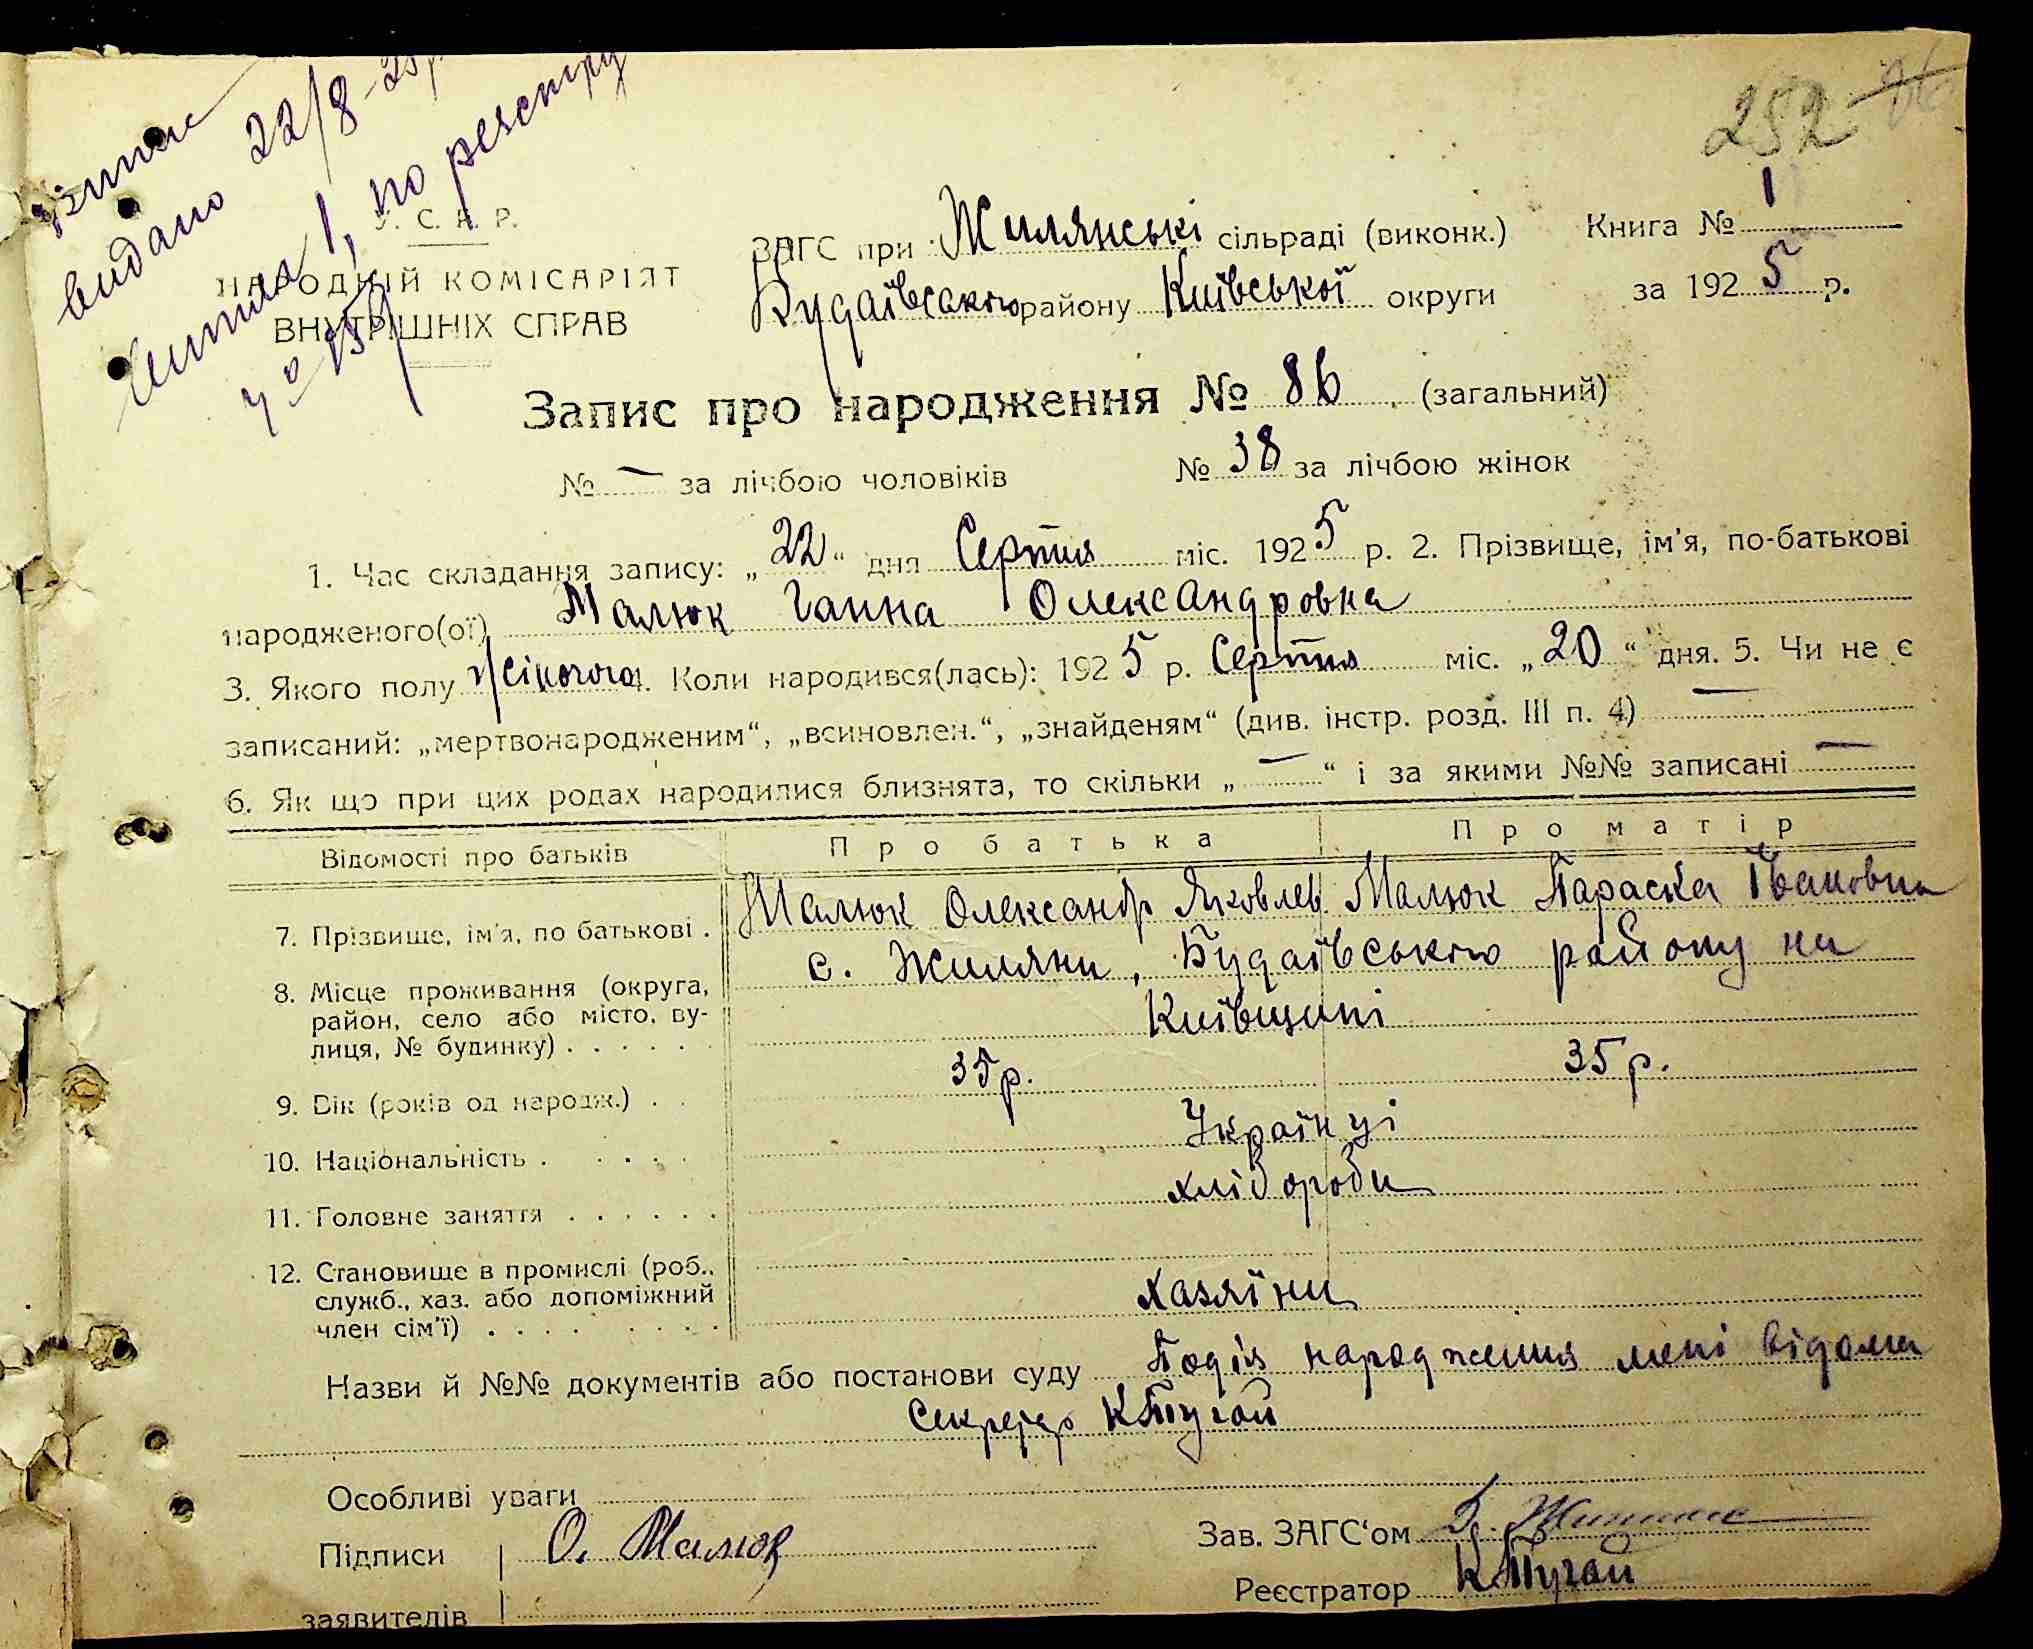 252
Випис
видано 22/8-25р
Читка 1, по реєстру
У. С. Р. Р.
НАРОДНІЙ КОМІСАРІЯТ
ВНУТРІШНІХ СПРАВ
ЗАГС при Жилянські сільраді (виконк.) Книга № 1
Будаївського району Київської округи за 1925 р.
Запис про народження № 86 (загальний)
№ — за лічбою чоловіків № 38 за лічбою жінок
1. Час складання запису: „22“ дня Серпня міс. 1925 р. 2. Прізвище, ім’я, по-батькові
народженого(ої) Малюк Ганна Олександровна
3. Якого полу жіночого 4. Коли народився(лась): 1925 р. Серпня міс. „20“ дня. 5. Чи не є
записаний: „мертвонародженим“, „всиновлен.“, „знайденям“ (див. інстр. розд. III п. 4) —
6. Як що при цих родах народилися близнята, то скільки „—“ і за якими №№ записані —
Відомості про батьків Про батька Про матір
7. Прізвище, ім’я, по батькові . Малюк Олександр Яковлев. Малюк Параска Івановна
8. Місце проживання (округа, с. Жиляни, Будаївського району на
район, село або місто, ву- Київщині
лиця, № будинку) . . . . . .
9. Вік (років од народж.) . . 35 р. 35 р.
10. Національність . . . . . Українці
11. Головне заняття . . . . . . хлібороби
12. Становище в промислі (роб.,
служб., хаз. або допоміжний хазяїни
член сім’ї) . . . . . . . .
Назви й №№ документів або постанови суду Подія народження мені відома
секретар КПугай
Особливі уваги
Підписи О. Малюк Зав. ЗАГС‘ом
заявителів Реєстратор КПугай